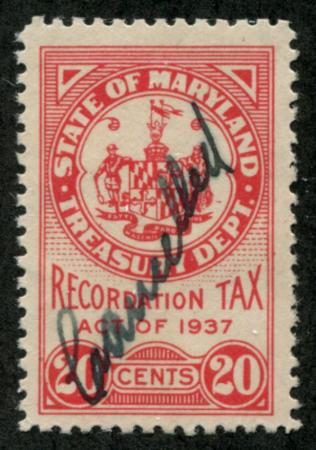 STATE OF MARYLAND
TREASURY DEPT.
RECORDATION TAX
ACT OF 1937
20 CENTS 20
Cancelled